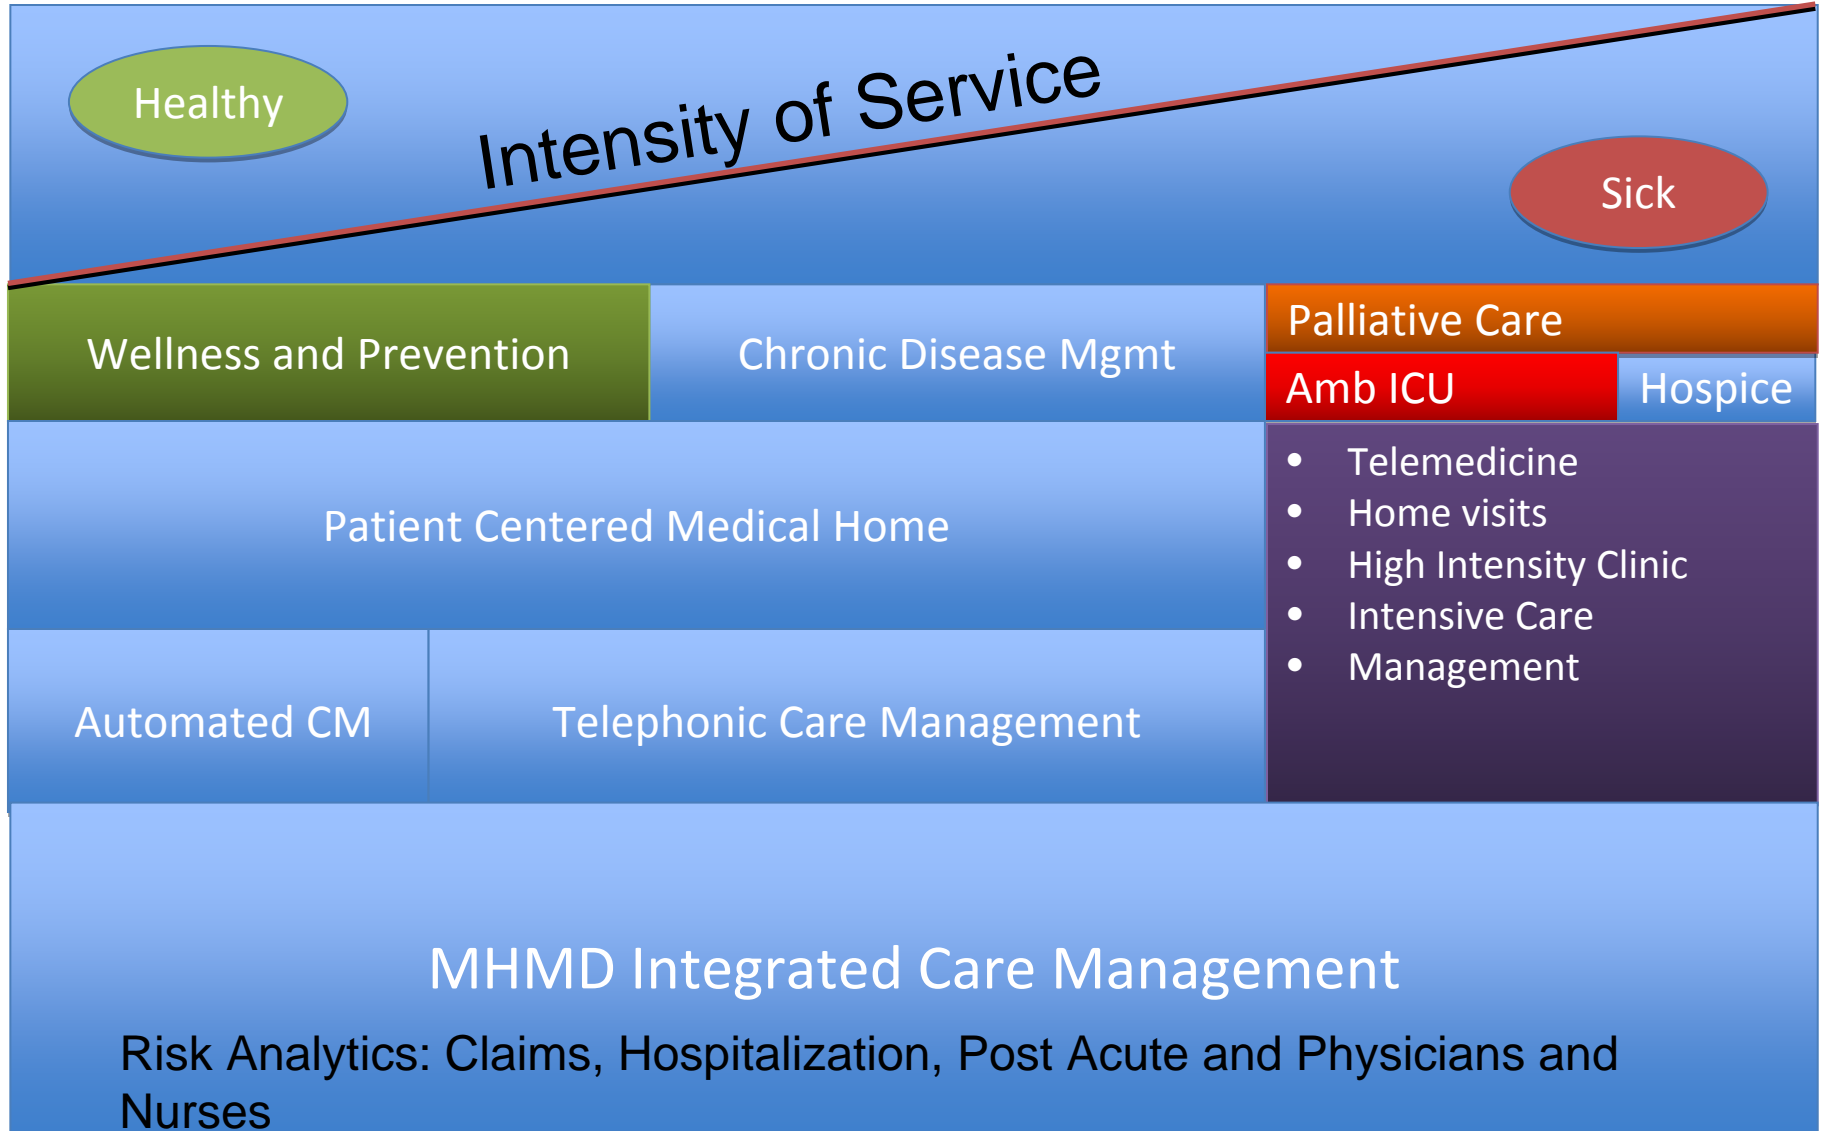 Healthy
Intensity of Service
Sick
Wellness and Prevention
Chronic Disease Mgmt
Palliative Care
Amb ICU
Hospice
Patient Centered Medical Home
• Telemedicine
• Home visits
• High Intensity Clinic
• Intensive Care
• Management
Automated CM
Telephonic Care Management
MHMD Integrated Care Management
Risk Analytics: Claims, Hospitalization, Post Acute and Physicians and
Nurses